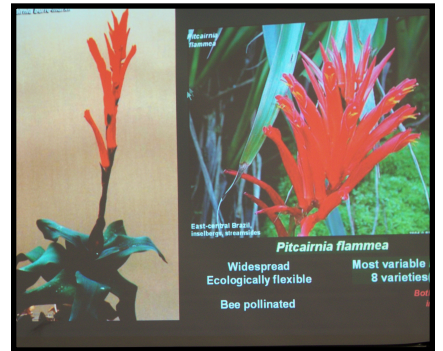 Pitcairnia
flammea
East-central Brazil,
inselbergs, streamsides
Pitcairnia flammea
Widespread
Ecologically flexible
Bee pollinated
Most variable
8 varieties